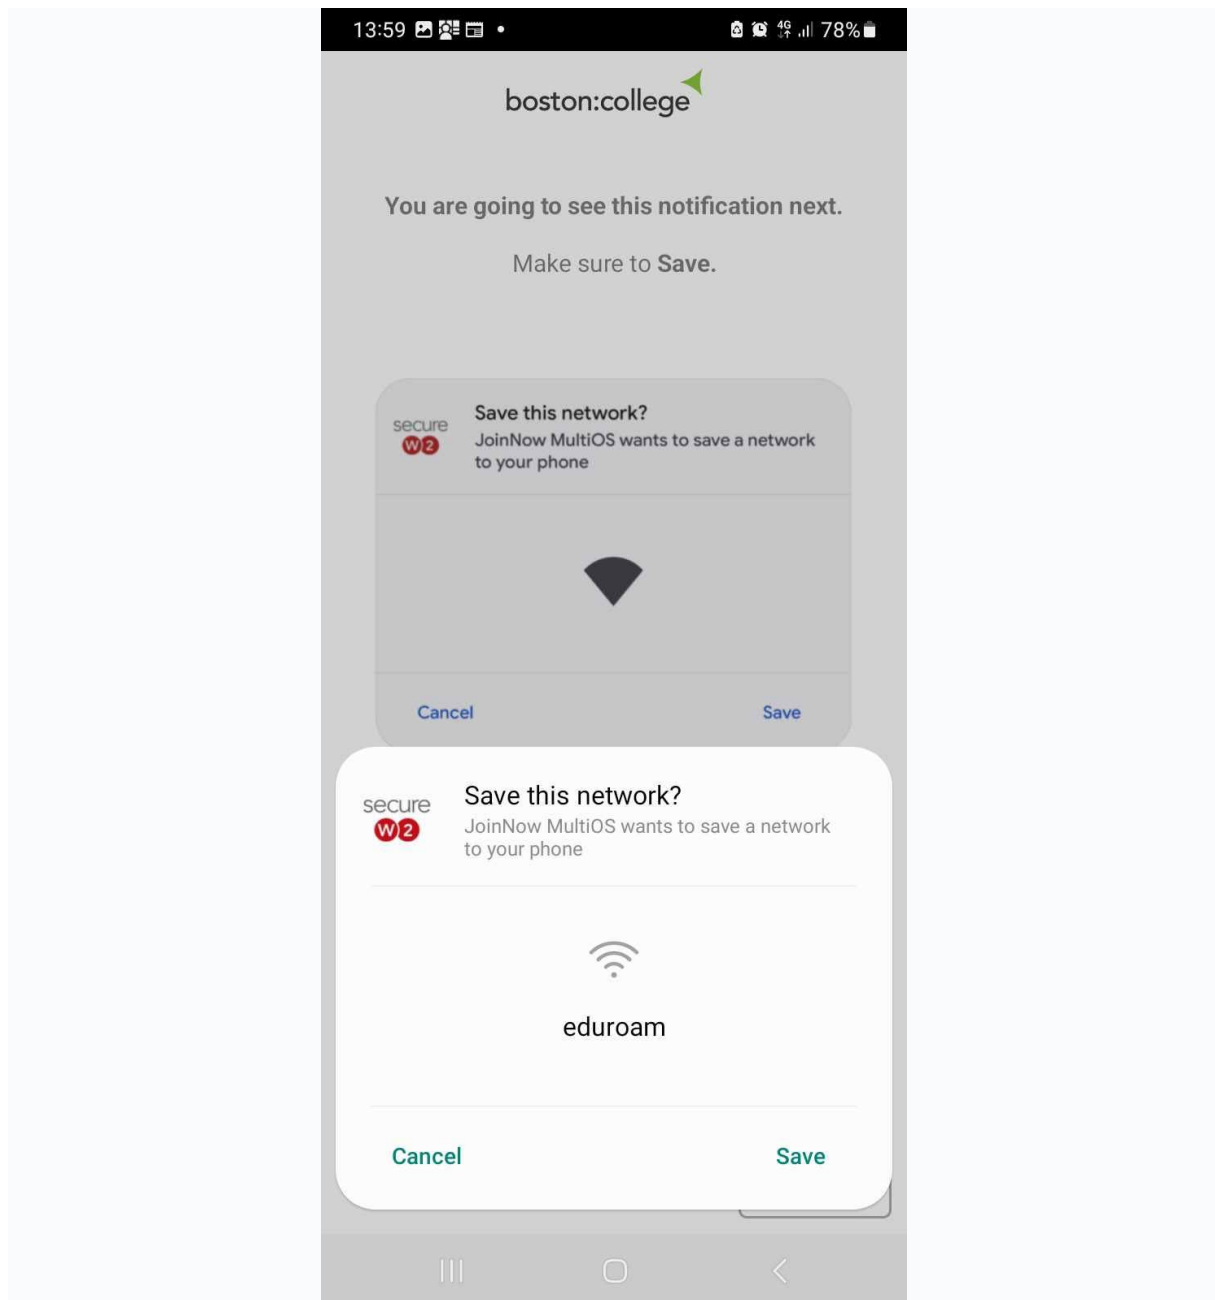 13:59
4G
78%
boston:college
You are going to see this notification next.
Make sure to Save.
secure
W2
Save this network?
JoinNow MultiOS wants to save a network
to your phone
Cancel
Save
secure
W2
Save this network?
JoinNow MultiOS wants to save a network
to your phone
eduroam
Cancel
Save